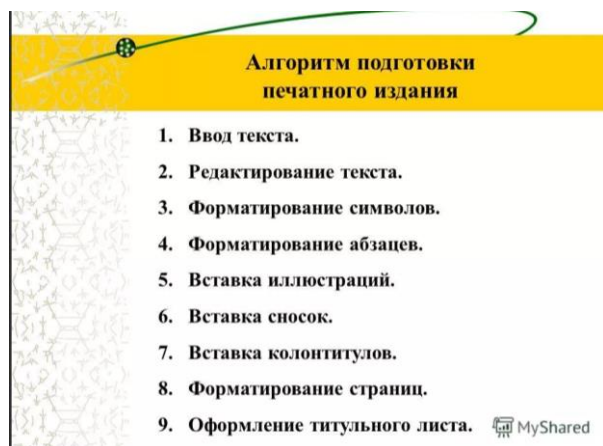 Алгоритм подготовки
печатного издания
1. Ввод текста.
2. Редактирование текста.
3. Форматирование символов.
4. Форматирование абзацев.
5. Вставка иллюстраций.
6. Вставка сносок.
7. Вставка колонтитулов.
8. Форматирование страниц.
9. Оформление титульного листа.
MyShared